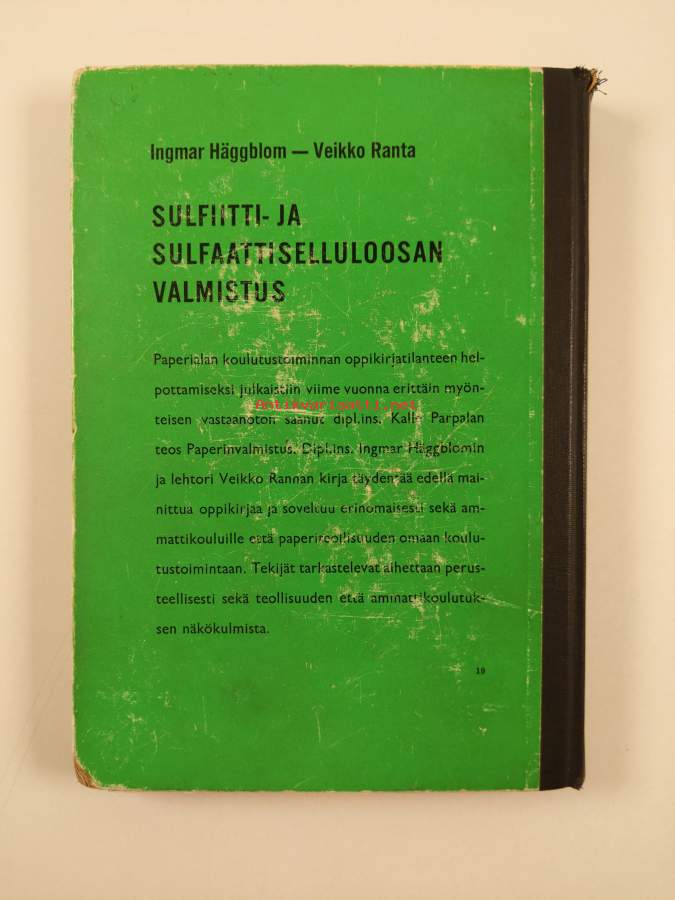 Ingmar Häggblom — Veikko Ranta
SULFIITTI- JA
SULFAATTISELLULOOSAN
VALMISTUS
Paperialan koulutustoiminnan oppikirjatilanteen hel-
pottamiseksi julkaistiin viime vuonna erittäin myön-
Antikvariaatti.net
teisen vastaanoton saanut dipl.ins. Kalle Parpalan
teos Paperinvalmistus. Dipl.ins. Ingmar Häggblomin
ja lehtori Veikko Rannan kirja täydentää edellä mai-
nittua oppikirjaa ja soveltuu erinomaisesti sekä am-
mattikouluille että paperiteollisuuden omaan koulu-
tustoimintaan. Tekijät tarkastelevat aihettaan perus-
teellisesti sekä teollisuuden että ammattikoulutuk-
sen näkökulmista.
19